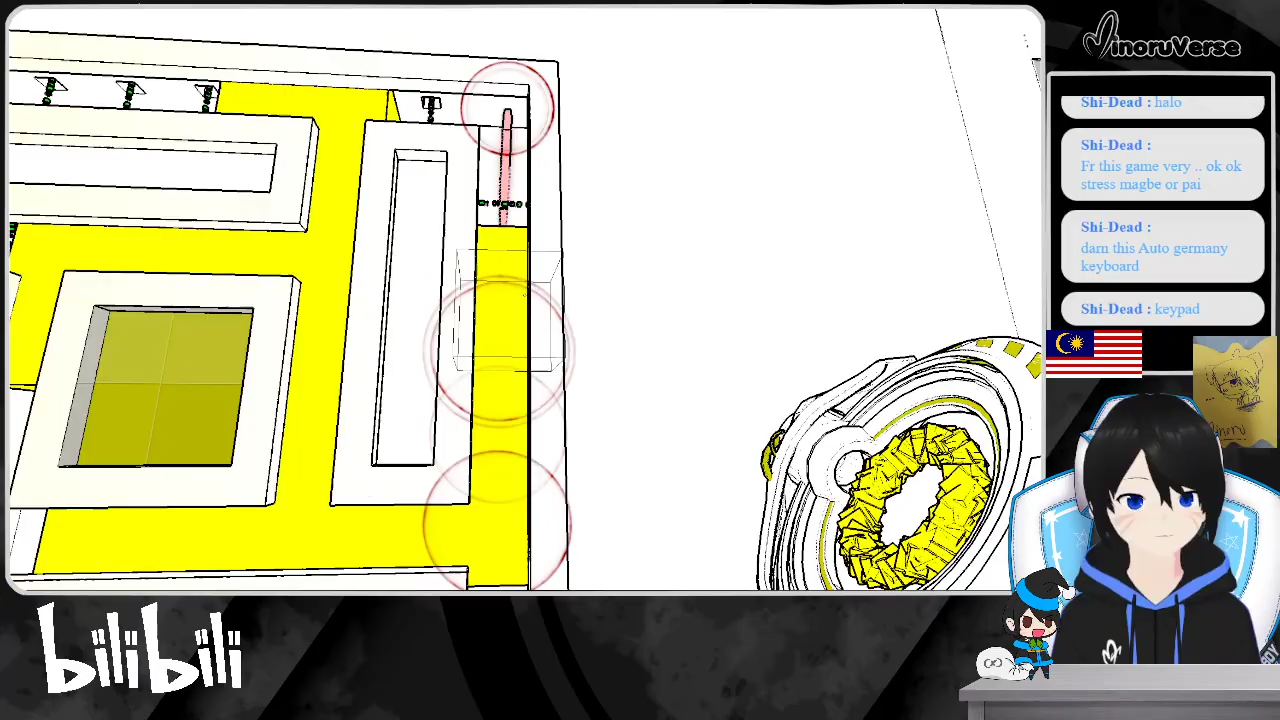 MinoruVerse
Shi-Dead : halo
Shi-Dead :
Fr this game very .. ok ok
stress magbe or pai
Shi-Dead :
darn this Auto germany
keyboard
Shi-Dead : keypad
bilibili